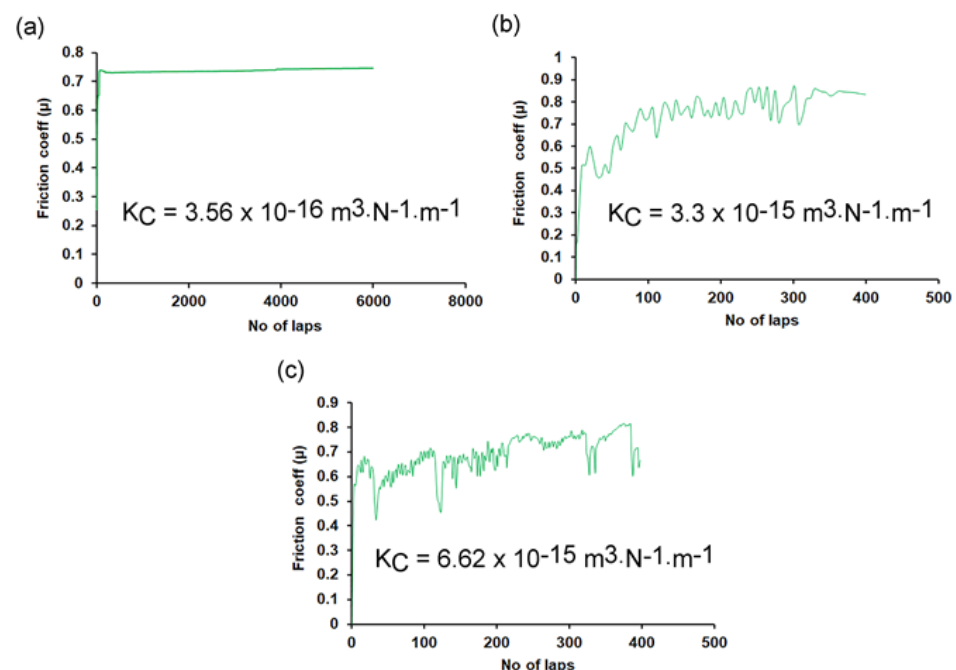 (a)
0.8
0.7
0.6
0.5
0.4
0.3
0.2
0.1
0
Friction coeff (µ)
KC = 3.56 x 10-16 m3.N-1.m-1
0 2000 4000 6000 8000
No of laps
(b)
1
0.9
0.8
0.7
0.6
0.5
0.4
0.3
0.2
0.1
0
Friction coeff (µ)
KC = 3.3 x 10-15 m3.N-1.m-1
0 100 200 300 400 500
No of laps
(c)
0.9
0.8
0.7
0.6
0.5
0.4
0.3
0.2
0.1
0
Friction coeff (µ)
KC = 6.62 x 10-15 m3.N-1.m-1
0 100 200 300 400 500
No of laps